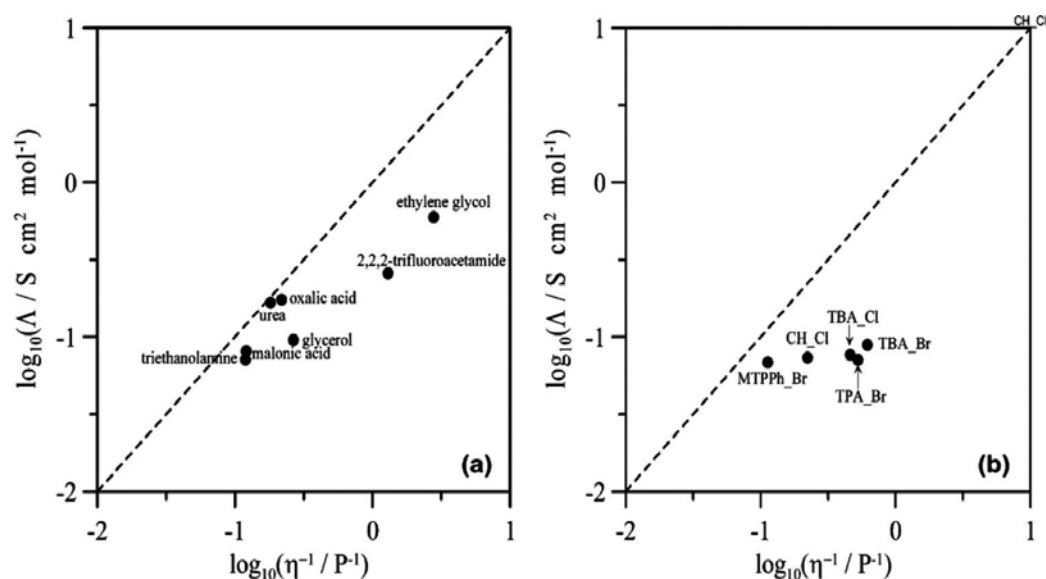 1
0
-1
-2
log₁₀(Λ / S cm² mol⁻¹)
ethylene glycol
2,2,2-trifluoroacetamide
oxalic acid
urea
glycerol
triethanolamine
malonic acid
(a)
-2
-1
0
1
log₁₀(η⁻¹ / P⁻¹)
CH_Cl
1
0
-1
-2
log₁₀(Λ / S cm² mol⁻¹)
TBA_Cl
CH_Cl
TBA_Br
MTPPh_Br
TPA_Br
(b)
-2
-1
0
1
log₁₀(η⁻¹ / P⁻¹)